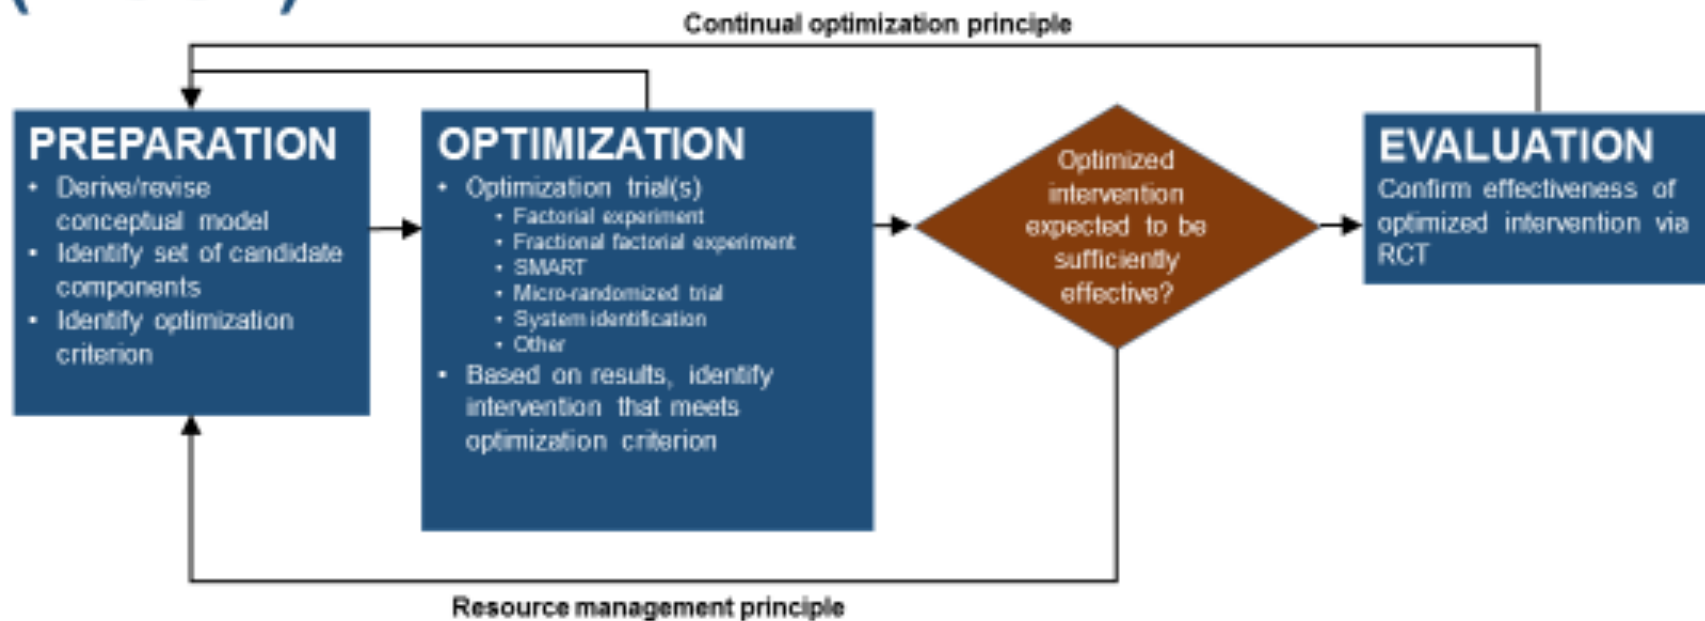 Continual optimization principle
PREPARATION
• Derive/revise
conceptual model
• Identify set of candidate
components
• Identify optimization
criterion
OPTIMIZATION
• Optimization trial(s)
• Factorial experiment
• Fractional factorial experiment
• SMART
• Micro-randomized trial
• System identification
• Other
• Based on results, identify
intervention that meets
optimization criterion
Optimized
intervention
expected to be
sufficiently
effective?
EVALUATION
Confirm effectiveness of
optimized intervention via
RCT
Resource management principle